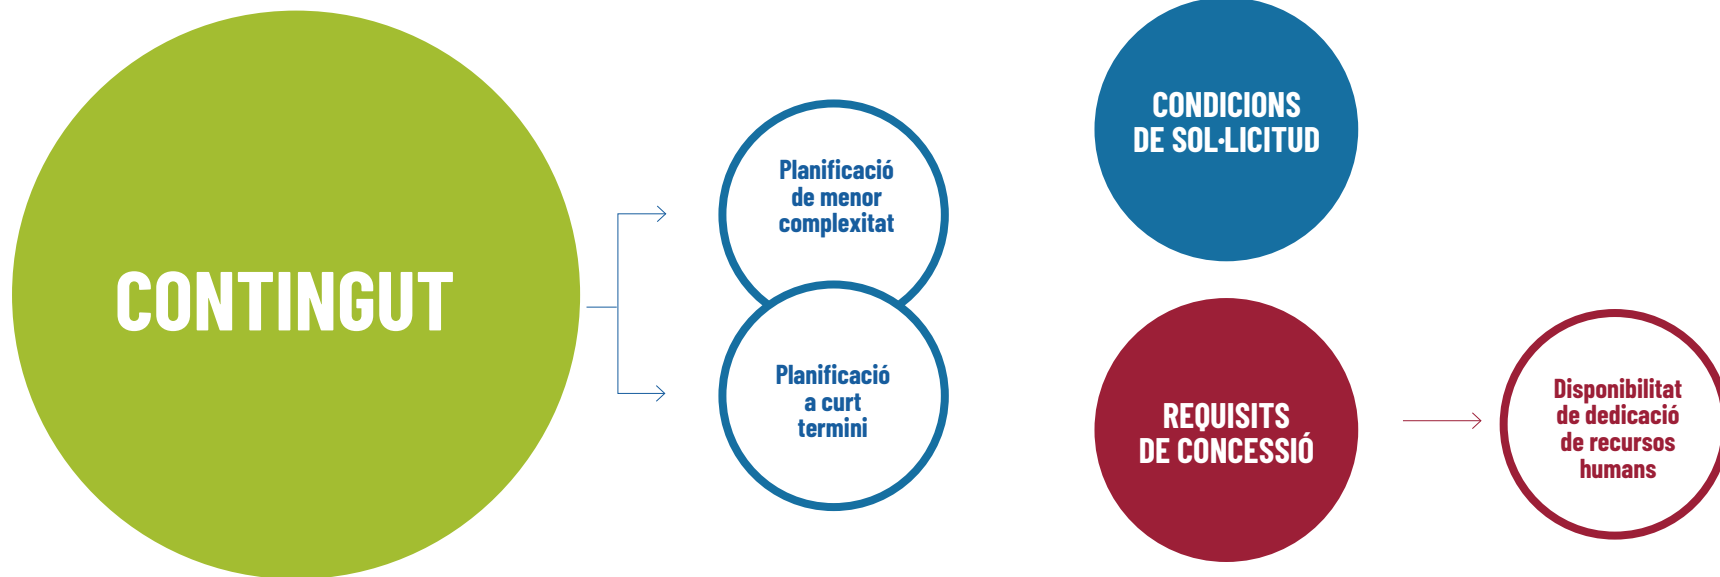 CONTINGUT
Planificació
de menor
complexitat
Planificació
a curt
termini
CONDICIONS
DE SOL·LICITUD
REQUISITS
DE CONCESSIÓ
Disponibilitat
de dedicació
de recursos
humans